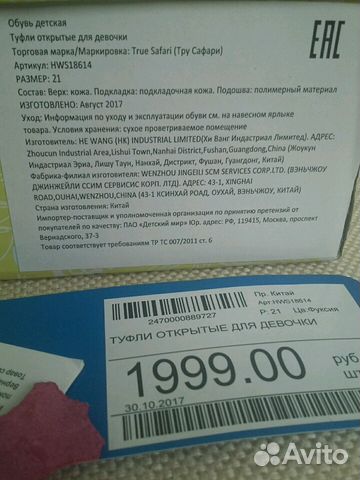 Обувь детская
Туфли открытые для девочки
Торговая марка/Маркировка: True Safari (Тру Сафари)
Артикул: HWS18614
РАЗМЕР: 21
Состав: Верх: кожа. Подкладка: подкладочная кожа. Подошва: полимерный материал
ИЗГОТОВЛЕНО: Август 2017
Уход: Информация по уходу и эксплуатации обуви см. на навесном ярлыке
товара. Условия хранения: сухое проветриваемое помещение
Изготовитель: HE WANG (HK) INDUSTRIAL LIMITED(Хи Ванг Индастриал Лимитед). АДРЕС:
Zhoucun Industrial Area,Lishui Town,Nanhai District,Fushan,Guangdong,China (Жоукун
Индастриал Эриа, Лишу Таун, Нанхай, Дистрикт, Фушан, Гуангдонг, Китай)
Фабрика-филиал изготовителя: WENZHOU JINGEILI SCM SERVICES CORP.LTD. (ВЭНЬЧЖОУ
ДЖИНЖЕЙЛИ ССИМ СЕРВИСИС КОРП. ЛТД). АДРЕС: 43-1, XINGHAI
ROAD,OUHAI,WENZHOU,CHINA (43-1 КСИНХАЙ РОАД, ОУХАЙ, ВЭНЬЧЖОУ, КИТАЙ)
Страна изготовления: Китай
Импортер-поставщик и уполномоченная организация по принятию претензий от
покупателей по качеству: ПАО «Детский мир» Юр. адрес: РФ, 119415, Москва, проспект
Вернадского, 37-3
Товар соответствует требованиям ТР ТС 007/2011 ст. 6
EAC
2470000889727
Пр. Китай
Арт.HWS18614
Р: 21 Цв:Фуксия
ТУФЛИ ОТКРЫТЫЕ ДЛЯ ДЕВОЧКИ
1999.00
руб
шт
30.10.2017
Avito